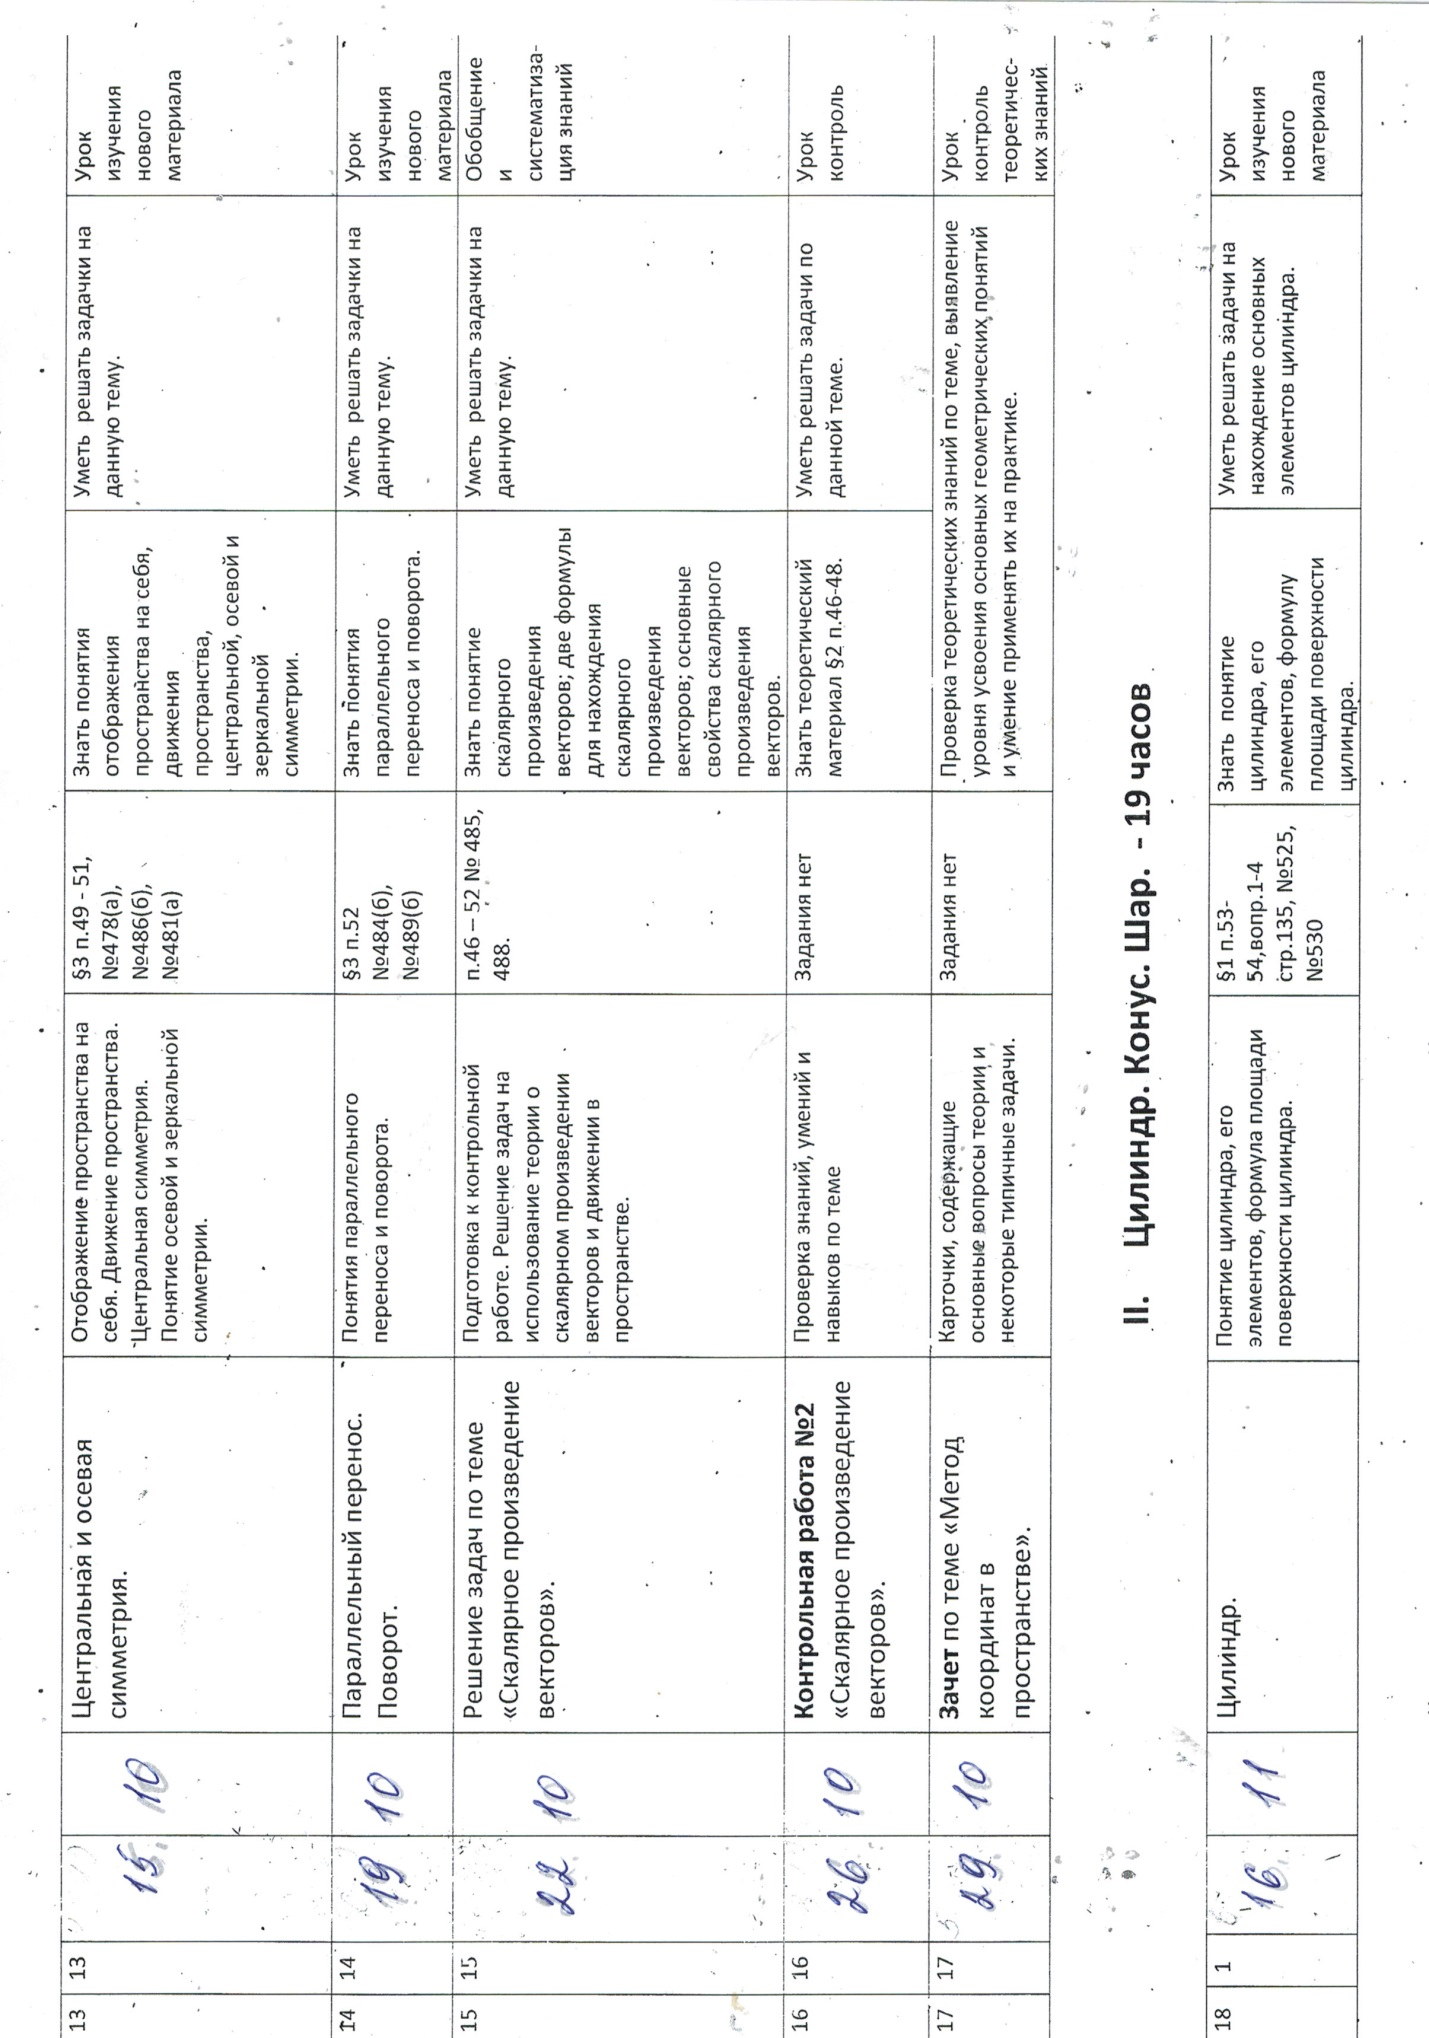 13
13
15
10
Центральная и осевая
симметрия.
Отображение пространства на
себя. Движение пространства.
Центральная симметрия.
Понятие осевой и зеркальной
симметрии.
§3 п.49 - 51,
№478(а),
№486(б),
№481(а)
Знать понятия
отображения
пространства на себя,
движения
пространства,
центральной, осевой и
зеркальной
симметрии.
Уметь решать задачки на
данную тему.
Урок
изучения
нового
материала
14
14
19
10
Параллельный перенос.
Поворот.
Понятия параллельного
переноса и поворота.
§3 п.52
№484(б),
№489(б)
Знать понятия
параллельного
переноса и поворота.
Уметь решать задачки на
данную тему.
Урок
изучения
нового
материала
15
15
22
10
Решение задач по теме
«Скалярное произведение
векторов».
Подготовка к контрольной
работе. Решение задач на
использование теории о
скалярном произведении
векторов и движении в
пространстве.
п.46 – 52 № 485,
488.
Знать понятие
скалярного
произведения
векторов; две формулы
для нахождения
скалярного
произведения
векторов; основные
свойства скалярного
произведения
векторов.
Уметь решать задачки на
данную тему.
Обобщение
и
систематиза-
ция знаний
16
16
26
10
Контрольная работа №2
«Скалярное произведение
векторов».
Проверка знаний, умений и
навыков по теме
Задания нет
Знать теоретический
материал §2 п.46-48.
Уметь решать задачи по
данной теме.
Урок
контроль
17
17
29
10
Зачет по теме «Метод
координат в
пространстве».
Карточки, содержащие
основные вопросы теории и
некоторые типичные задачи.
Задания нет
Проверка теоретических знаний по теме, выявление
уровня усвоения основных геометрических понятий
и умение применять их на практике.
Урок
контроль
теоретичес-
ких знаний
II. Цилиндр. Конус. Шар. - 19 часов
18
1
16
11
Цилиндр.
Понятие цилиндра, его
элементов, формула площади
поверхности цилиндра.
§1 п.53-
54,вопр.1-4
стр.135, №525,
№530
Знать понятие
цилиндра, его
элементов, формулу
площади поверхности
цилиндра.
Уметь решать задачи на
нахождение основных
элементов цилиндра.
Урок
изучения
нового
материала